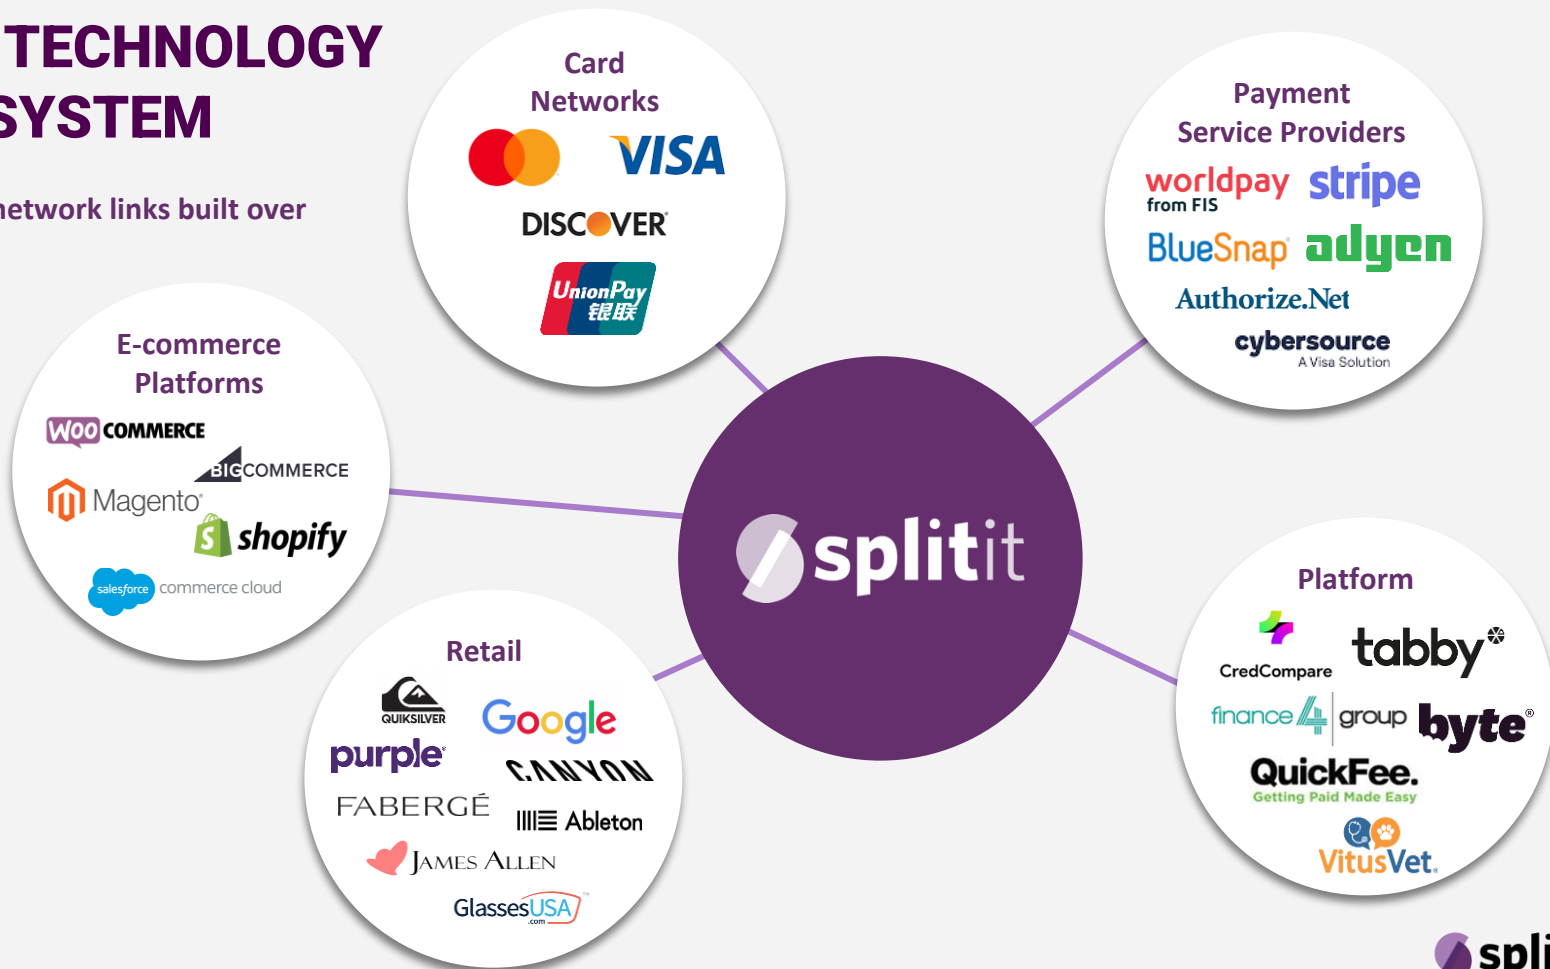 TECHNOLOGY
SYSTEM
network links built over
Card
Networks
VISA
DISCOVER
UnionPay
银联
Payment
Service Providers
worldpay
from FIS
stripe
BlueSnap
adyen
Authorize.Net
cybersource
A Visa Solution
E-commerce
Platforms
WOO COMMERCE
BIGCOMMERCE
Magento®
shopify
salesforce commerce cloud
splitit
Retail
QUIKSILVER
Google
purple
CANYON
FABERGÉ
Ableton
JAMES ALLEN
GlassesUSA™
.com
Platform
CredCompare
tabby
finance 4 group
byte®
QuickFee.
Getting Paid Made Easy
VitusVet
spli